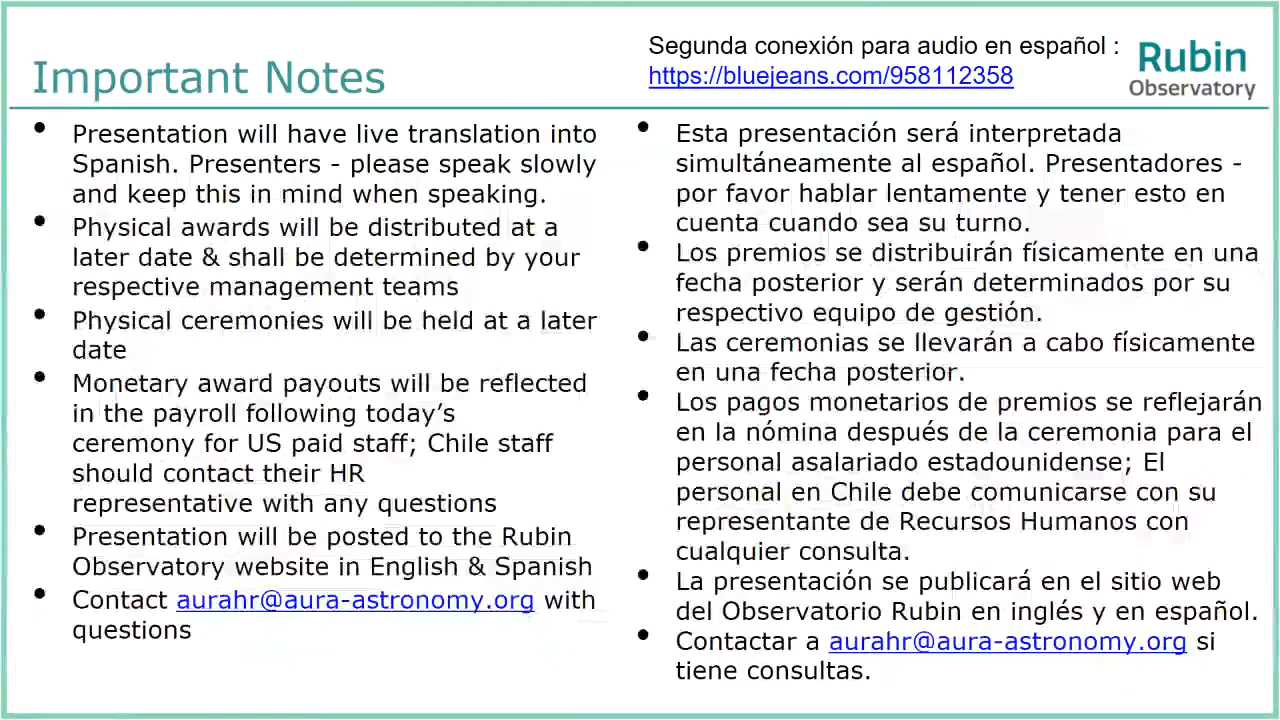 Important Notes
Segunda conexión para audio en español :
https://bluejeans.com/958112358
Rubin
Observatory
• Presentation will have live translation into
Spanish. Presenters - please speak slowly
and keep this in mind when speaking.
• Physical awards will be distributed at a
later date & shall be determined by your
respective management teams
• Physical ceremonies will be held at a later
date
• Monetary award payouts will be reflected
in the payroll following today’s
ceremony for US paid staff; Chile staff
should contact their HR
representative with any questions
• Presentation will be posted to the Rubin
Observatory website in English & Spanish
• Contact aurahr@aura-astronomy.org with
questions
• Esta presentación será interpretada
simultáneamente al español. Presentadores -
por favor hablar lentamente y tener esto en
cuenta cuando sea su turno.
• Los premios se distribuirán físicamente en una
fecha posterior y serán determinados por su
respectivo equipo de gestión.
• Las ceremonias se llevarán a cabo físicamente
en una fecha posterior.
• Los pagos monetarios de premios se reflejarán
en la nómina después de la ceremonia para el
personal asalariado estadounidense; El
personal en Chile debe comunicarse con su
representante de Recursos Humanos con
cualquier consulta.
• La presentación se publicará en el sitio web
del Observatorio Rubin en inglés y en español.
• Contactar a aurahr@aura-astronomy.org si
tiene consultas.